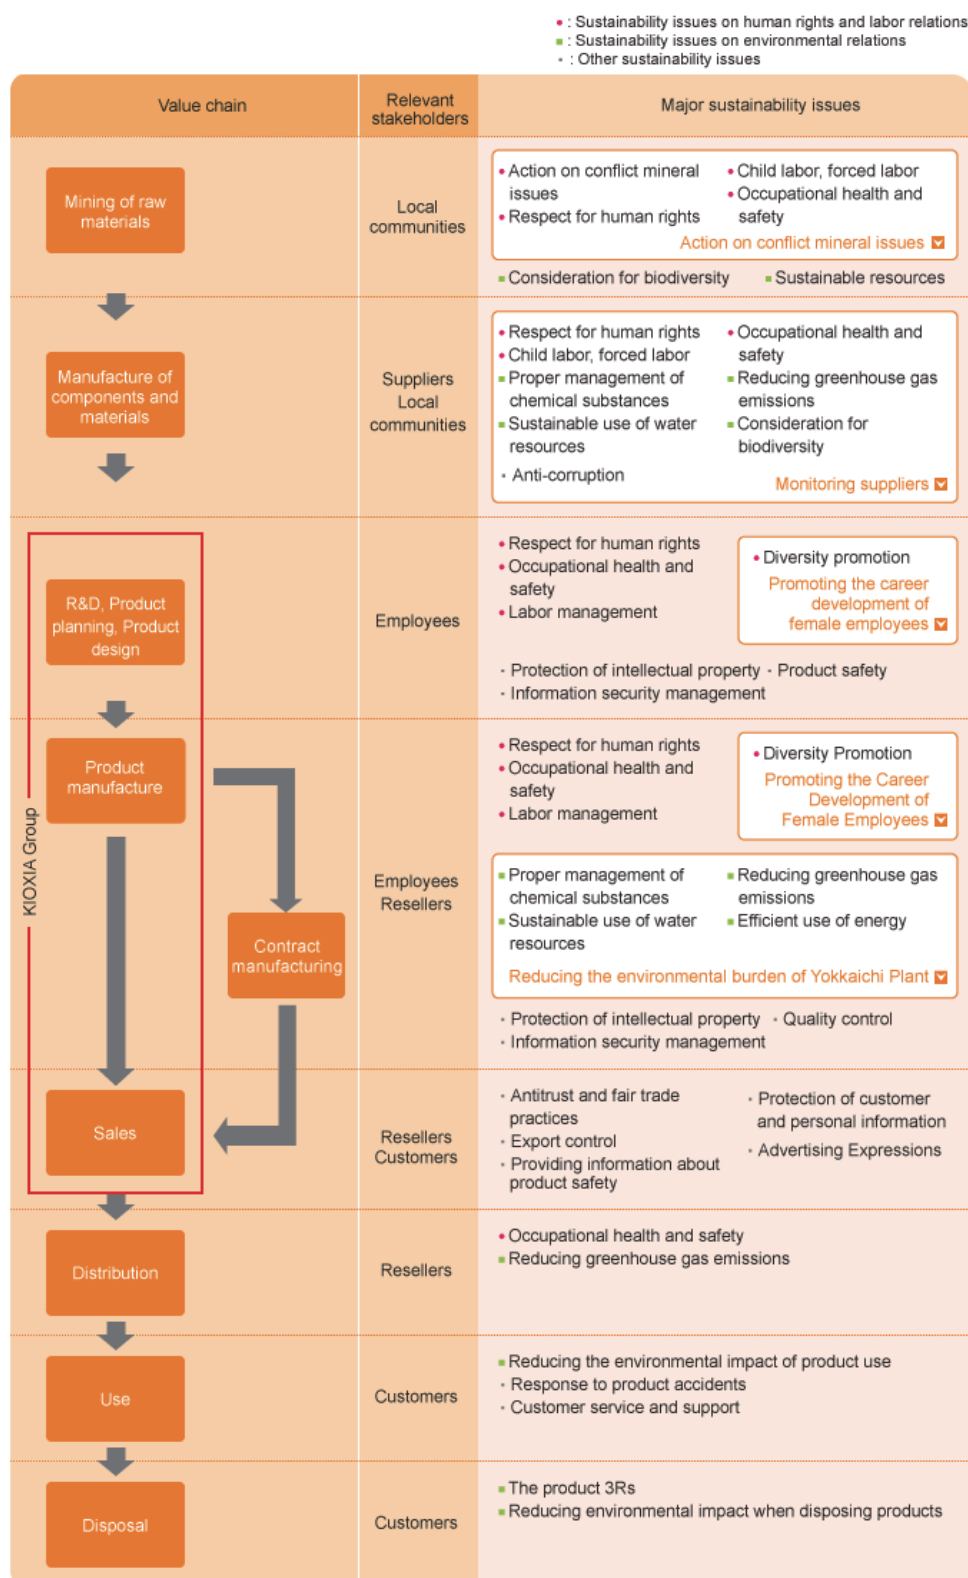 • : Sustainability issues on human rights and labor relations
■ : Sustainability issues on environmental relations
・ : Other sustainability issues
Value chain
Relevant
stakeholders
Major sustainability issues
Mining of raw
materials
Local
communities
• Action on conflict mineral
issues
• Respect for human rights
• Child labor, forced labor
• Occupational health and
safety
Action on conflict mineral issues
■ Consideration for biodiversity
■ Sustainable resources
Manufacture of
components and
materials
Suppliers
Local
communities
• Respect for human rights
• Child labor, forced labor
■ Proper management of
chemical substances
■ Sustainable use of water
resources
・ Anti-corruption
• Occupational health and
safety
■ Reducing greenhouse gas
emissions
■ Consideration for
biodiversity
Monitoring suppliers
KIOXIA Group
R&D, Product
planning, Product
design
Employees
• Respect for human rights
• Occupational health and
safety
• Labor management
• Diversity promotion
Promoting the career
development of
female employees
・ Protection of intellectual property
・ Product safety
・ Information security management
Product
manufacture
Contract
manufacturing
Employees
Resellers
• Respect for human rights
• Occupational health and
safety
• Labor management
• Diversity Promotion
Promoting the Career
Development of
Female Employees
■ Proper management of
chemical substances
■ Sustainable use of water
resources
■ Reducing greenhouse gas
emissions
■ Efficient use of energy
Reducing the environmental burden of Yokkaichi Plant
・ Protection of intellectual property
・ Quality control
・ Information security management
Sales
Resellers
Customers
・ Antitrust and fair trade
practices
・ Export control
・ Providing information about
product safety
・ Protection of customer
and personal information
・ Advertising Expressions
Distribution
Resellers
• Occupational health and safety
■ Reducing greenhouse gas emissions
Use
Customers
■ Reducing the environmental impact of product use
・ Response to product accidents
・ Customer service and support
Disposal
Customers
■ The product 3Rs
■ Reducing environmental impact when disposing products